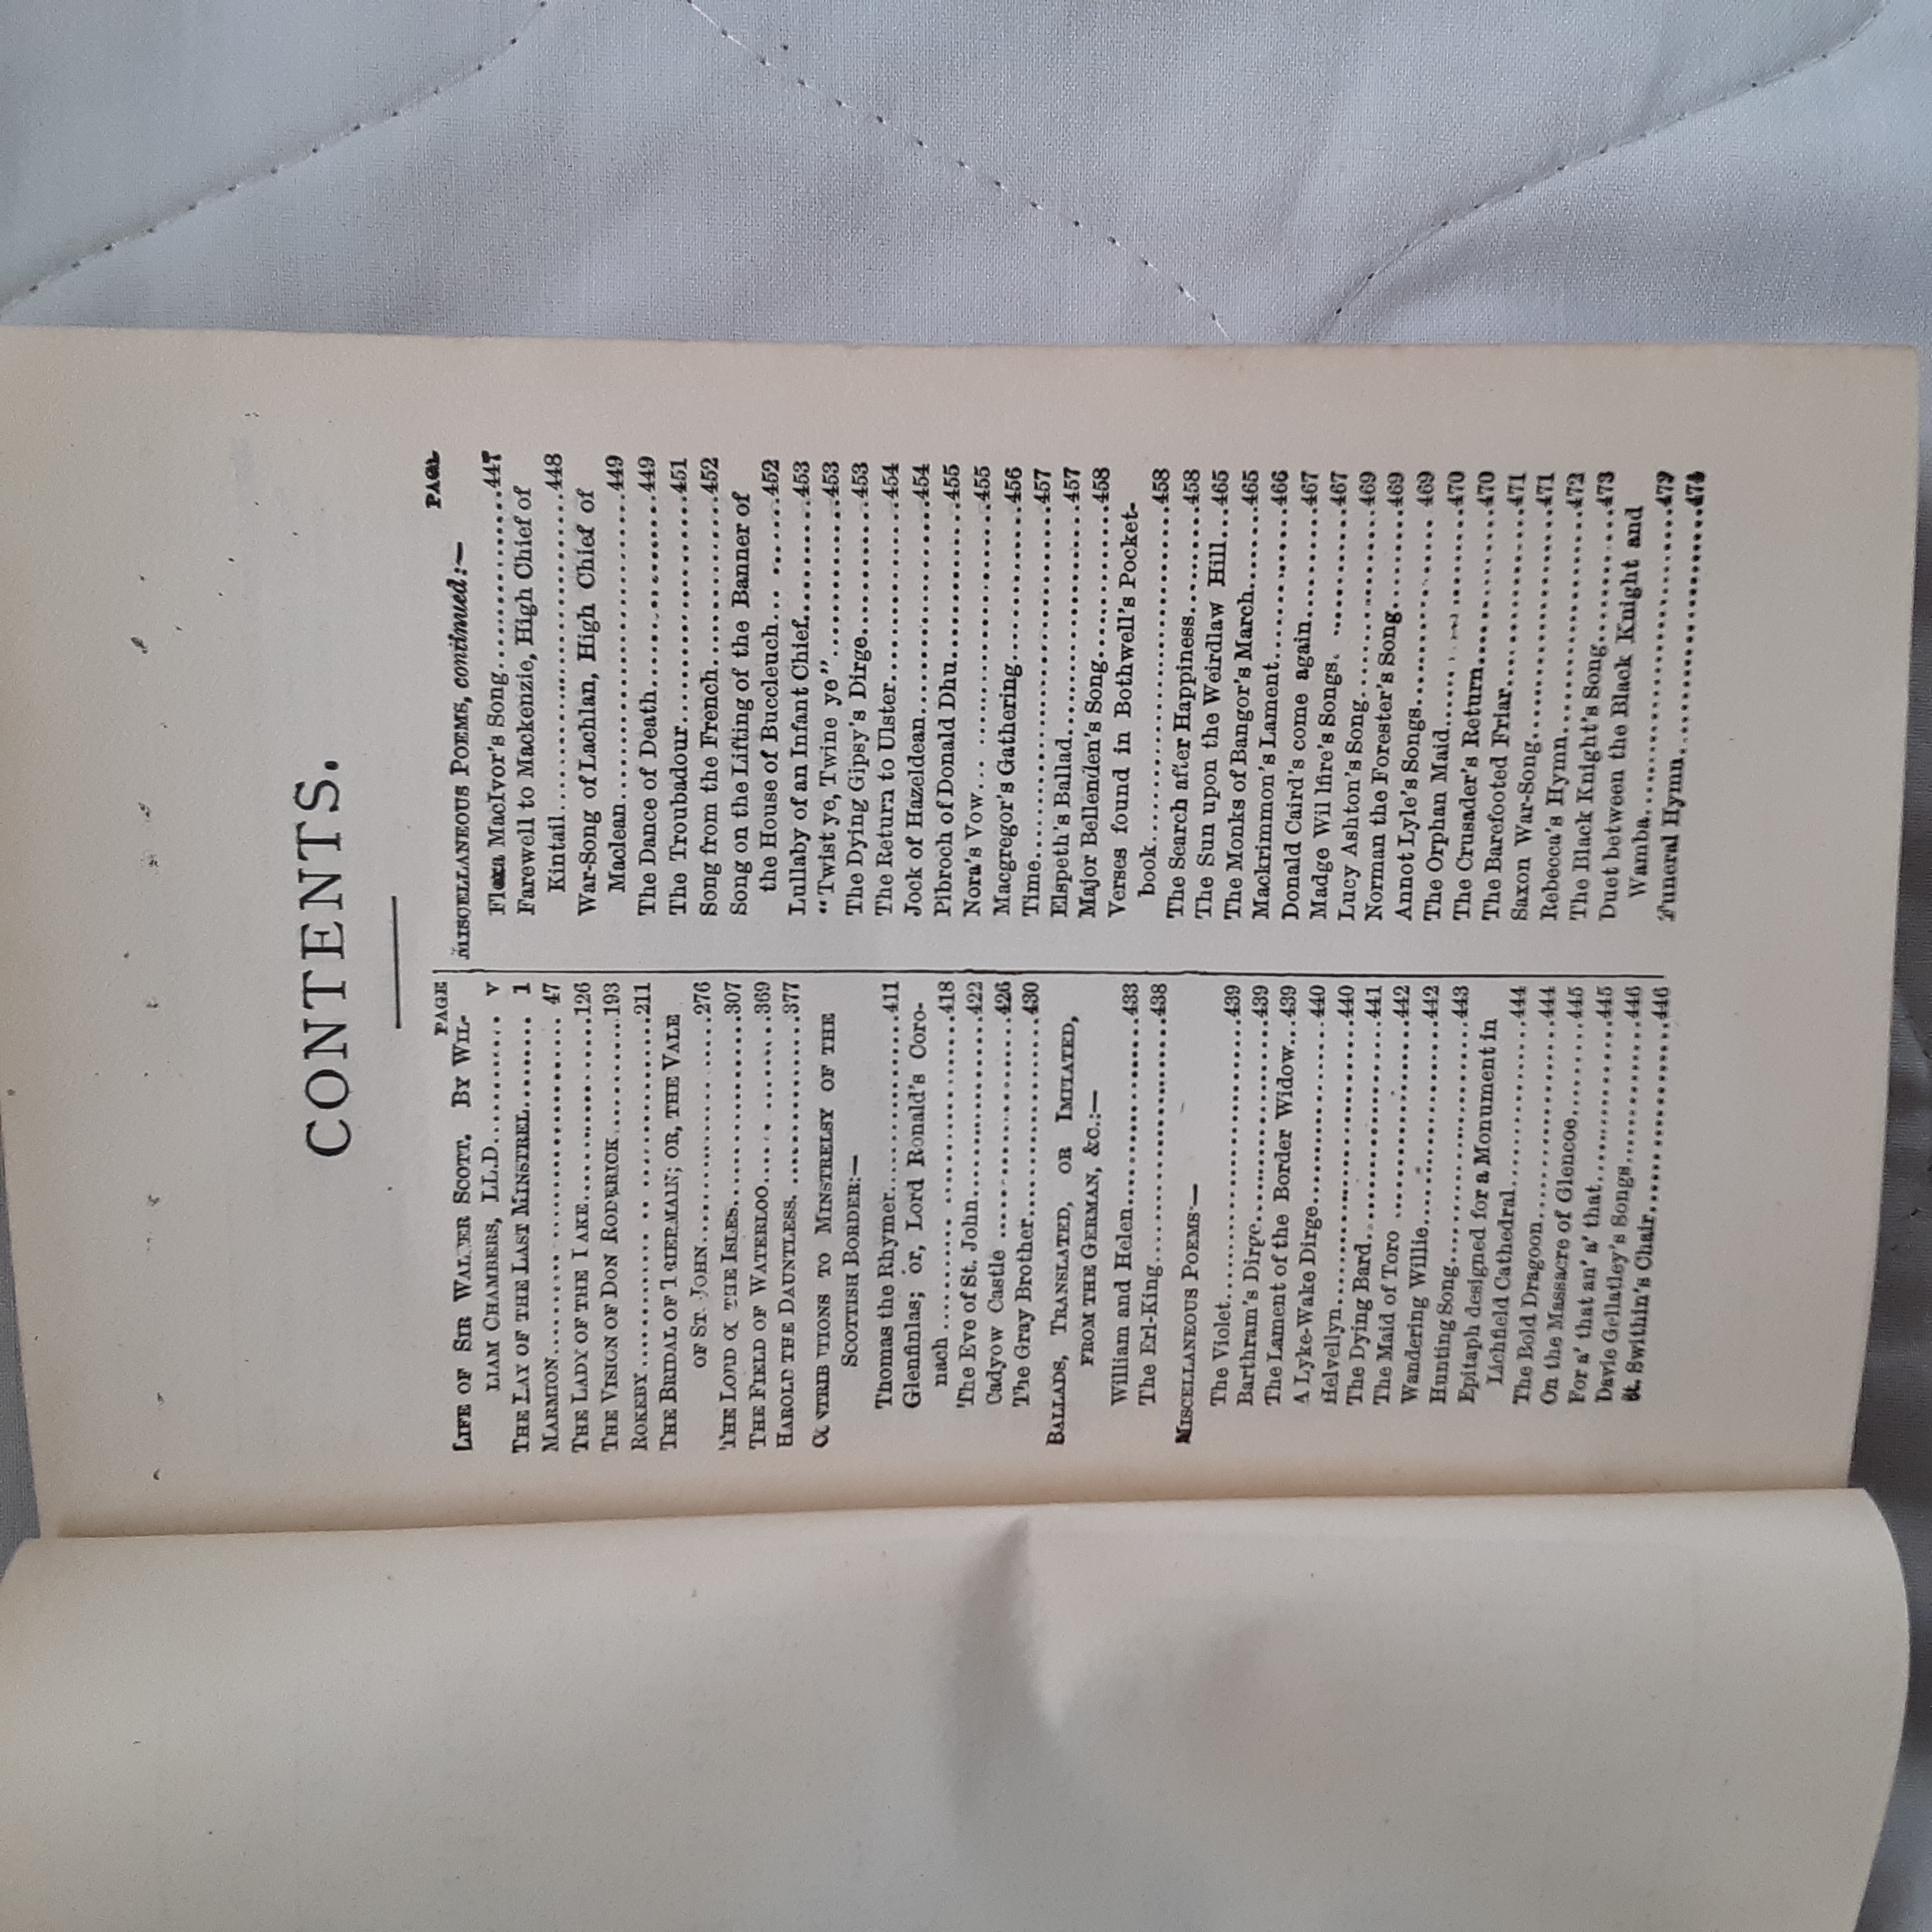 CONTENTS.
PAGE
LIFE OF SIR WALTER SCOTT. BY WIL-
LIAM CHAMBERS, LL.D.......... v
THE LAY OF THE LAST MINSTREL....... 1
MARMION........................ 47
THE LADY OF THE LAKE............126
THE VISION OF DON RODERICK..........193
ROKEBY..........................211
THE BRIDAL OF TRIERMAIN; OR, THE VALE
OF ST. JOHN.....................276
THE LORD OF THE ISLES..............307
THE FIELD OF WATERLOO..............369
HAROLD THE DAUNTLESS. .............377
CONTRIBUTIONS TO MINSTRELSY OF THE
SCOTTISH BORDER:—
Thomas the Rhymer................411
Glenfinlas; or, Lord Ronald's Coro-
nach ........................418
The Eve of St. John..............422
Cadyow Castle ...................426
The Gray Brother.................430
BALLADS, TRANSLATED, OR IMITATED,
FROM THE GERMAN, &C.:—
William and Helen................433
The Erl-King.....................438
MISCELLANEOUS POEMS:—
The Violet.......................439
Barthram's Dirge.................439
The Lament of the Border Widow...439
A Lyke-Wake Dirge................440
Helvellyn........................440
The Dying Bard...................441
The Maid of Toro ................442
Wandering Willie.................442
Hunting Song.....................443
Epitaph designed for a Monument in
Lichfield Cathedral..............444
The Bold Dragoon.................444
On the Massacre of Glencoe.......445
For a' that an' a' that..........445
Davie Gellatley's Songs..........446
St. Swithin's Chair..............446
PAGE
MISCELLANEOUS POEMS, continued:—
Flora MacIvor's Song.............447
Farewell to Mackenzie, High Chief of
Kintail..........................448
War-Song of Lachlan, High Chief of
Maclean..........................449
The Dance of Death...............449
The Troubadour...................451
Song from the French.............452
Song on the Lifting of the Banner of
the House of Buccleuch... .......452
Lullaby of an Infant Chief.......453
"Twist ye, Twine ye".............453
The Dying Gipsy's Dirge..........453
The Return to Ulster.............454
Jock of Hazeldean................454
Pibroch of Donald Dhu............455
Nora's Vow... ...................455
Macgregor's Gathering............456
Time.............................457
Elspeth's Ballad.................457
Major Bellenden's Song...........458
Verses found in Bothwell's Pocket-
book.............................458
The Search after Happiness.......458
The Sun upon the Weirdlaw Hill...465
The Monks of Bangor's March......465
Mackrimmon's Lament..............466
Donald Caird's come again........467
Madge Wildfire's Songs. .........467
Lucy Ashton's Song...............469
Norman the Forester's Song.......469
Annot Lyle's Songs............... 469
The Orphan Maid..................470
The Crusader's Return............470
The Barefooted Friar.............471
Saxon War-Song...................471
Rebecca's Hymn...................472
The Black Knight's Song..........473
Duet between the Black Knight and
Wamba............................473
Funeral Hymn.....................474